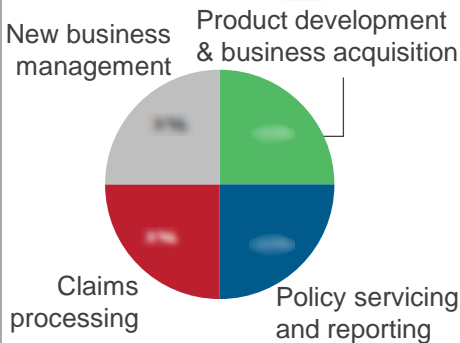 New business
management
Product development
& business acquisition
Claims
processing
Policy servicing
and reporting